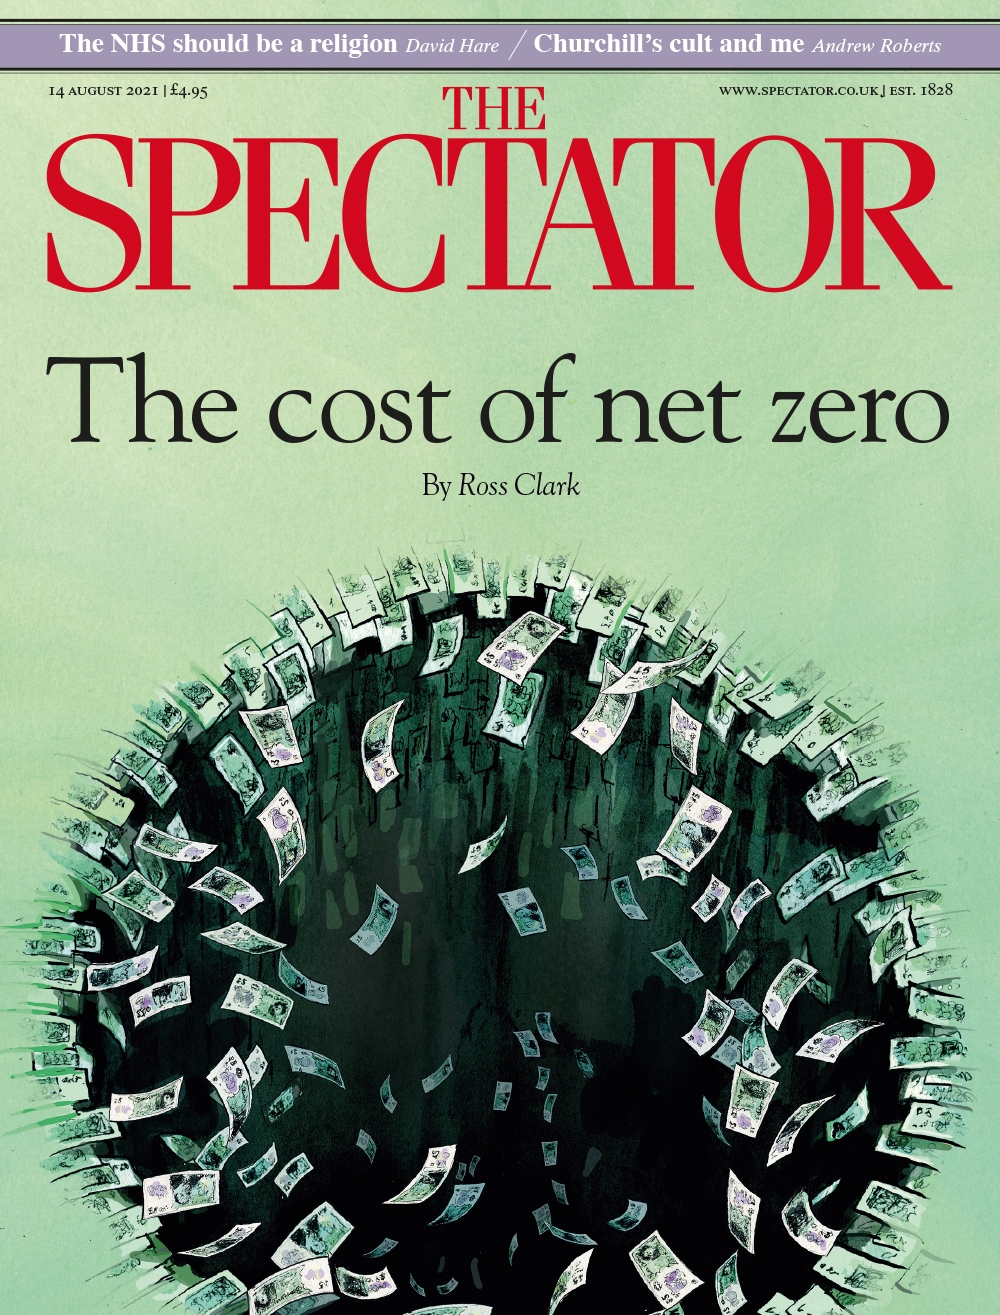 The NHS should be a religion David Hare / Churchill's cult and me Andrew Roberts
14 AUGUST 2021 | £4.95
www.spectator.co.uk | EST. 1828
THE
SPECTATOR
The cost of net zero
By Ross Clark